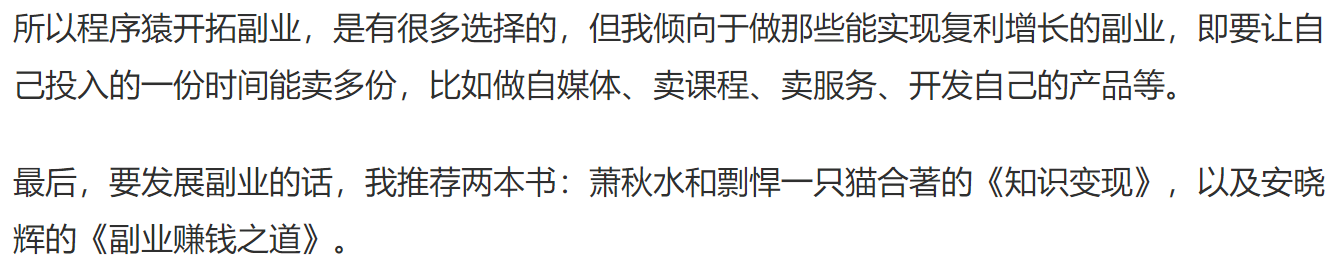 所以程序猿开拓副业，是有很多选择的，但我倾向于做那些能实现复利增长的副业，即要让自
己投入的一份时间能卖多份，比如做自媒体、卖课程、卖服务、开发自己的产品等。
最后，要发展副业的话，我推荐两本书：萧秋水和剽悍一只猫合著的《知识变现》，以及安晓
辉的《副业赚钱之道》。